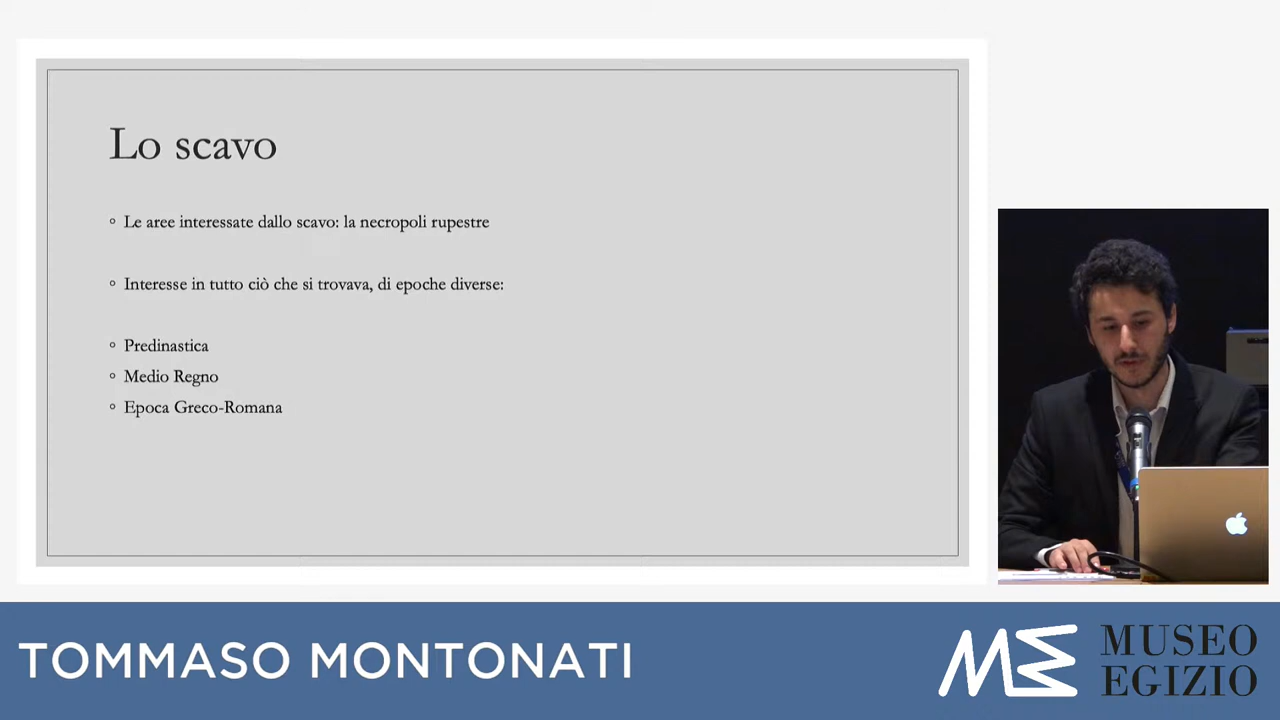 Lo scavo
◦ Le aree interessate dallo scavo: la necropoli rupestre
◦ Interesse in tutto ciò che si trovava, di epoche diverse:
◦ Predinastica
◦ Medio Regno
◦ Epoca Greco-Romana
TOMMASO MONTONATI
ME
MUSEO
EGIZIO